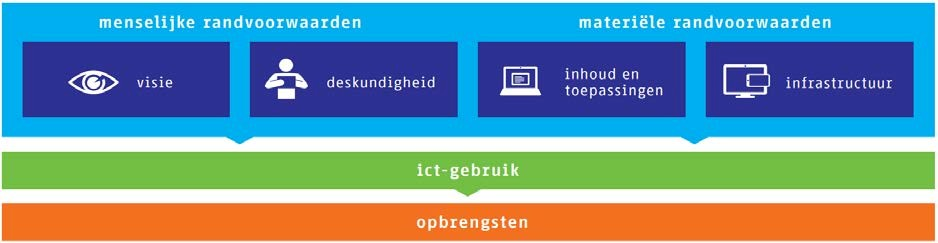 menselijke randvoorwaarden
materiële randvoorwaarden
visie
deskundigheid
inhoud en
toepassingen
infrastructuur
ict-gebruik
opbrengsten